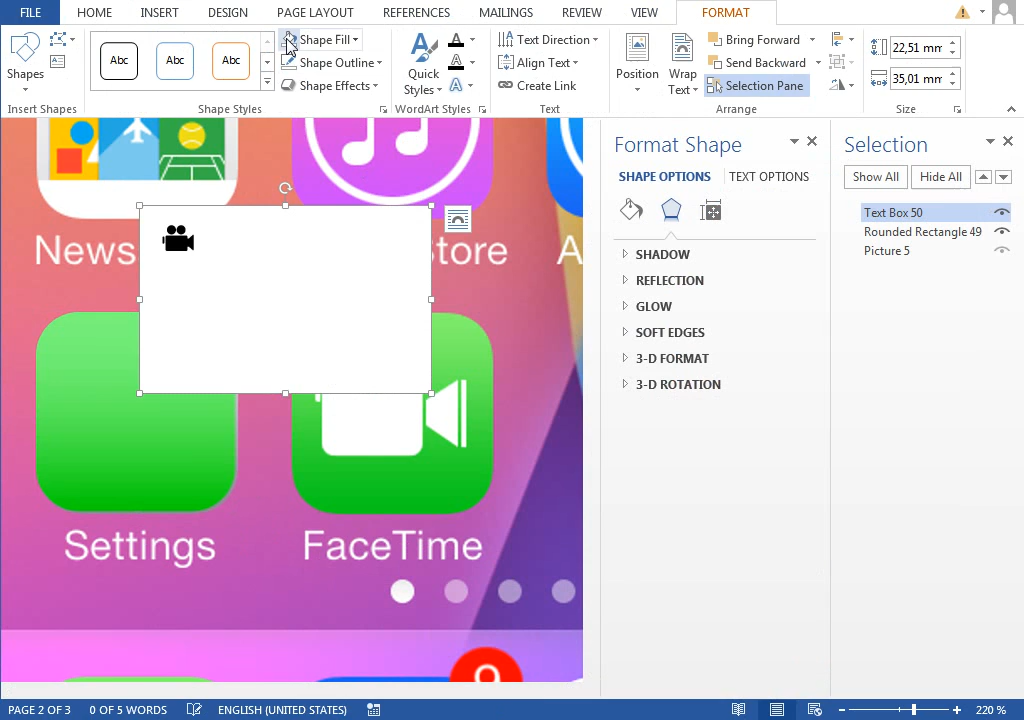 FILE HOME INSERT DESIGN PAGE LAYOUT REFERENCES MAILINGS REVIEW VIEW FORMAT
Shapes
Insert Shapes
Abc Abc Abc
Shape Fill
Shape Outline
Shape Effects
Shape Styles
Quick
Styles
WordArt Styles
Text Direction
Align Text
Create Link
Text
Position
Wrap
Text
Bring Forward
Send Backward
Selection Pane
Arrange
22,51 mm
35,01 mm
Size
News
Store
A
Settings
FaceTime
Format Shape
SHAPE OPTIONS TEXT OPTIONS
SHADOW
REFLECTION
GLOW
SOFT EDGES
3-D FORMAT
3-D ROTATION
Selection
Show All Hide All
Text Box 50
Rounded Rectangle 49
Picture 5
PAGE 2 OF 3 0 OF 5 WORDS ENGLISH (UNITED STATES) 220 %